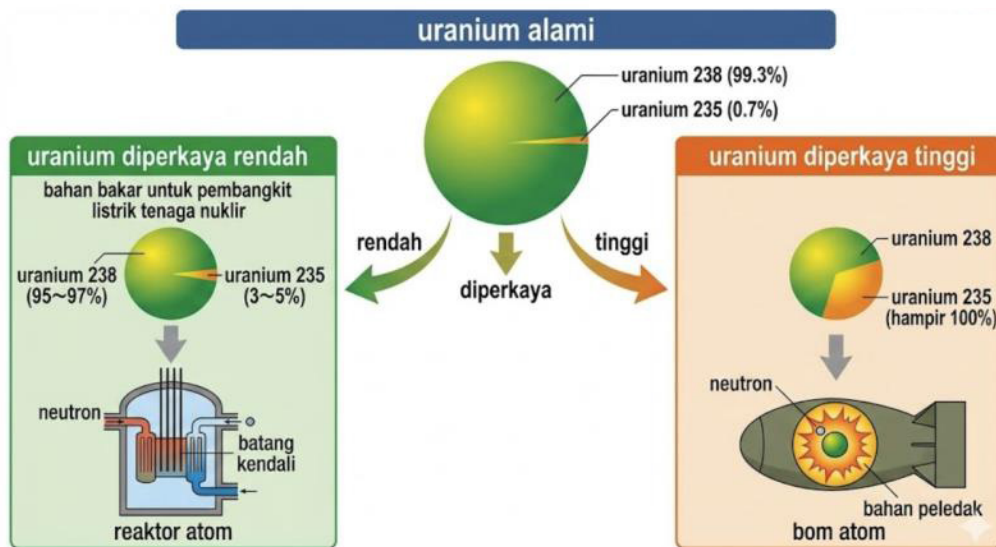 uranium alami
uranium 238 (99.3%)
uranium 235 (0.7%)
uranium diperkaya rendah
bahan bakar untuk pembangkit
listrik tenaga nuklir
uranium 238
(95~97%)
uranium 235
(3~5%)
neutron
batang
kendali
reaktor atom
rendah
diperkaya
tinggi
uranium diperkaya tinggi
uranium 238
uranium 235
(hampir 100%)
neutron
bahan peledak
bom atom